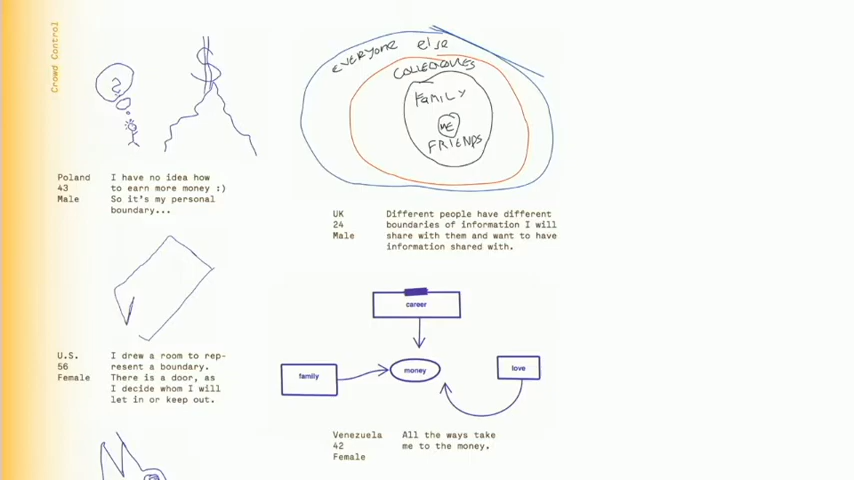 Crowd Control
?
$
Poland
43
Male
I have no idea how
to earn more money :)
So it's my personal
boundary...
EVERYONE ElSE
COLLEAGUES
FAMILY
ME
FRIENDS
UK
24
Male
Different people have different
boundaries of information I will
share with them and want to have
information shared with.
U.S.
56
Female
I drew a room to rep-
resent a boundary.
There is a door, as
I decide whom I will
let in or keep out.
career
family
money
love
Venezuela
42
Female
All the ways take
me to the money.